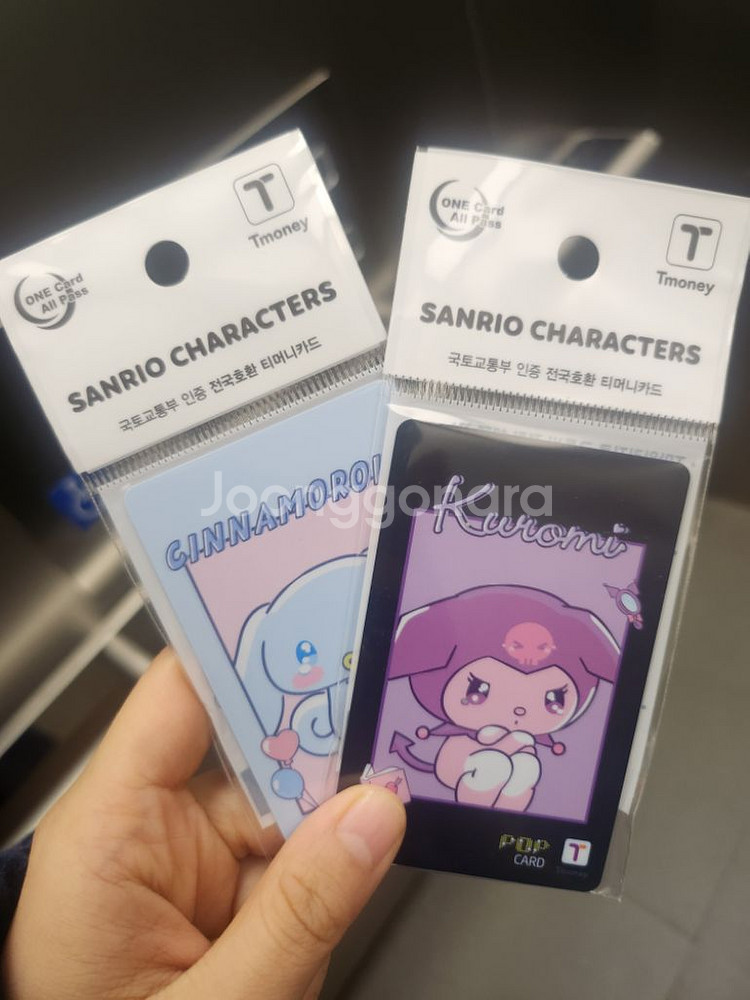 ONE Card
All Pass
Tmoney
SANRIO CHARACTERS
국토교통부 인증 전국호환 티머니카드
CINNAMOROL
ONE Card
All Pass
Tmoney
SANRIO CHARACTERS
국토교통부 인증 전국호환 티머니카드
Kuromi
POP
CARD
Tmoney
Joonggonara